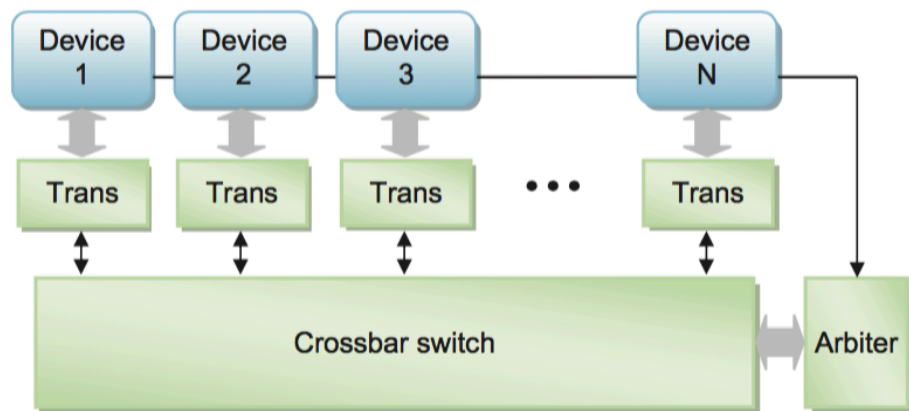 Device
1
Device
2
Device
3
Device
N
Trans
Trans
Trans
...
Trans
Crossbar switch
Arbiter